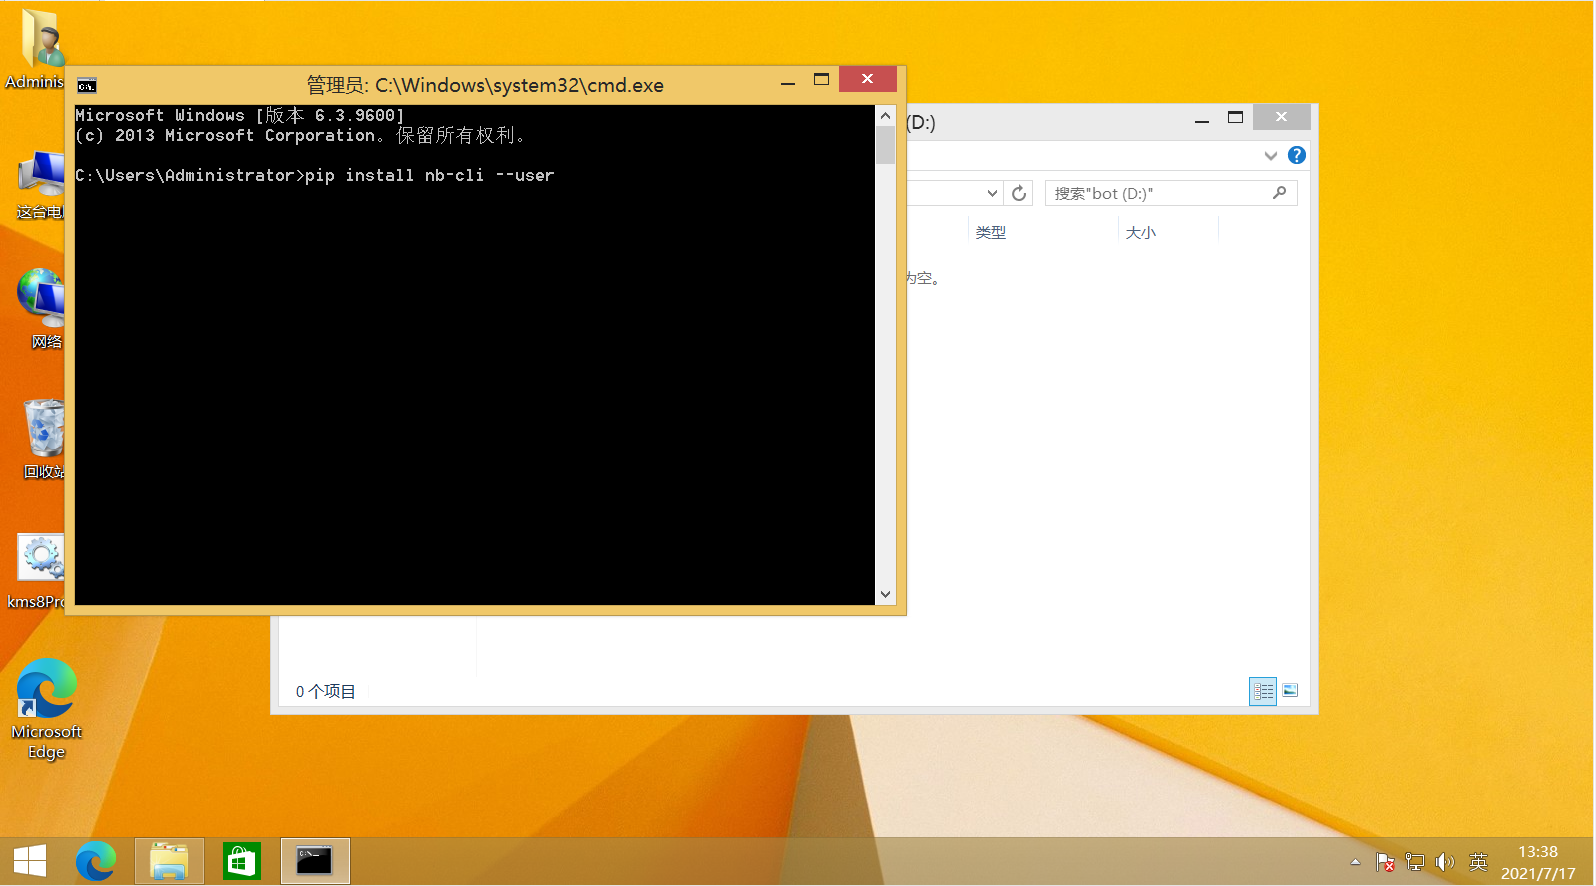 Adminis
这台电
网络
回收站
kms8Pro
Microsoft
Edge
管理员: C:\Windows\system32\cmd.exe
Microsoft Windows [版本 6.3.9600]
(c) 2013 Microsoft Corporation。保留所有权利。
C:\Users\Administrator>pip install nb-cli --user
(D:)
搜索"bot (D:)"
类型
大小
为空。
0 个项目
英
13:38
2021/7/17